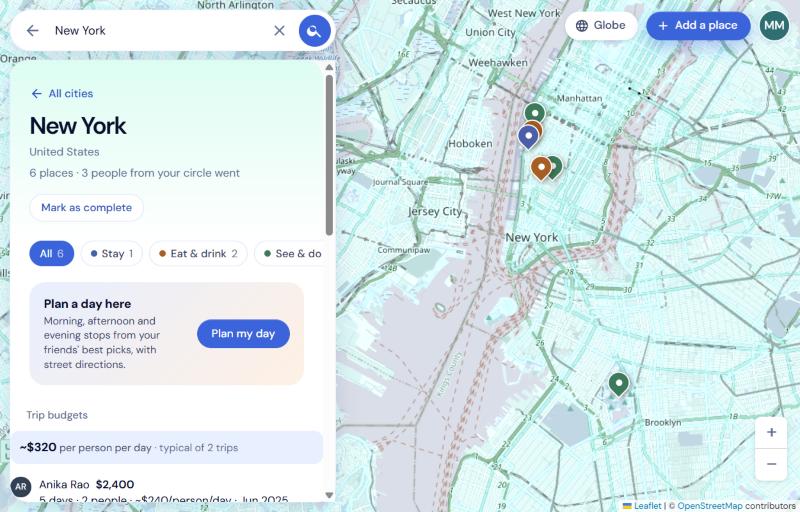 New York
Globe
Add a place
MM
All cities
New York
United States
6 places · 3 people from your circle went
Mark as complete
All 6
Stay 1
Eat & drink 2
See & do
Plan a day here
Morning, afternoon and
evening stops from your
friends' best picks, with
street directions.
Plan my day
Trip budgets
~$320 per person per day · typical of 2 trips
AR
Anika Rao $2,400
5 days · 2 people · ~$240/person/day · Jun 2025
North Arlington
Secaucus
West New York
Union City
Weehawken
Manhattan
Hoboken
Journal Square
Jersey City
Communipaw
14B
New York
Kings County
Brooklyn
Orange
+
−
Leaflet | © OpenStreetMap contributors